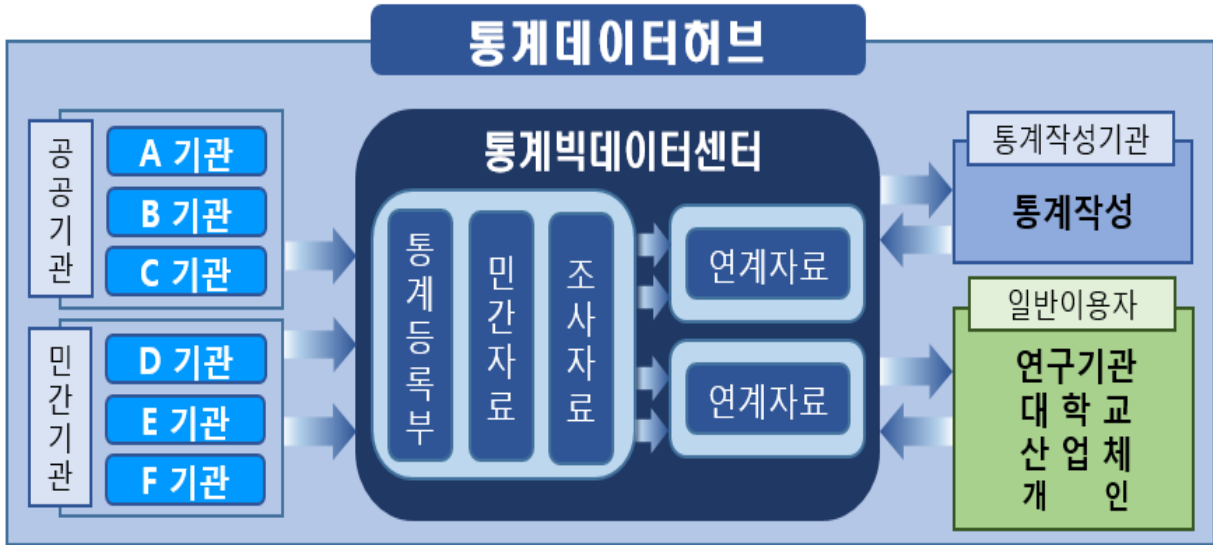 통계데이터허브
공공기관
A 기관
B 기관
C 기관
민간기관
D 기관
E 기관
F 기관
통계빅데이터센터
통계등록부
민간자료
조사자료
연계자료
연계자료
통계작성기관
통계작성
일반이용자
연구기관
대 학 교
산 업 체
개 인